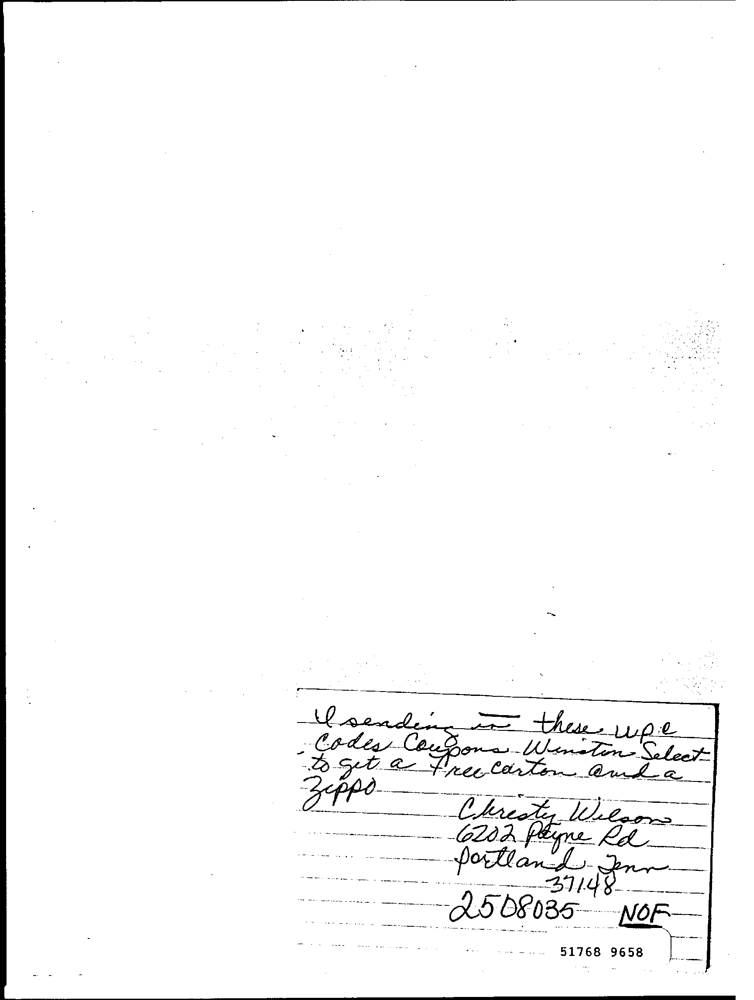 I sending in these upc
Codes Coupons Winston Select
to get a free carton and a
Zippo
Christy Wilson
6202 Payne Rd
Portland Tenn
37148
2508035 NOF
51768 9658